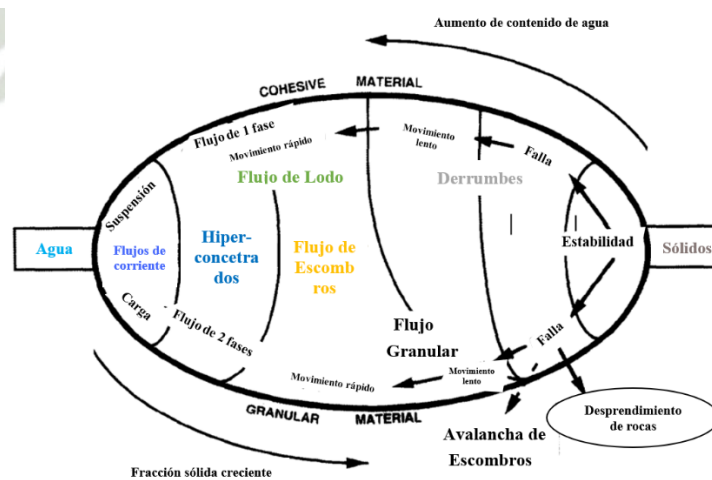 Aumento de contenido de agua
COHESIVE MATERIAL
Flujo de 1 fase
Movimiento rápido
Movimiento
lento
Falla
Flujo de Lodo
Derrumbes
Suspensión
Agua
Flujos de
corriente
Hiper-
concetra
dos
Flujo de
Escomb
ros
Estabilidad
Sólidos
Carga
Flujo de 2 fases
Flujo
Granular
Falla
Movimiento rápido
Movimiento
lento
GRANULAR MATERIAL
Desprendimiento
de rocas
Avalancha de
Escombros
Fracción sólida creciente